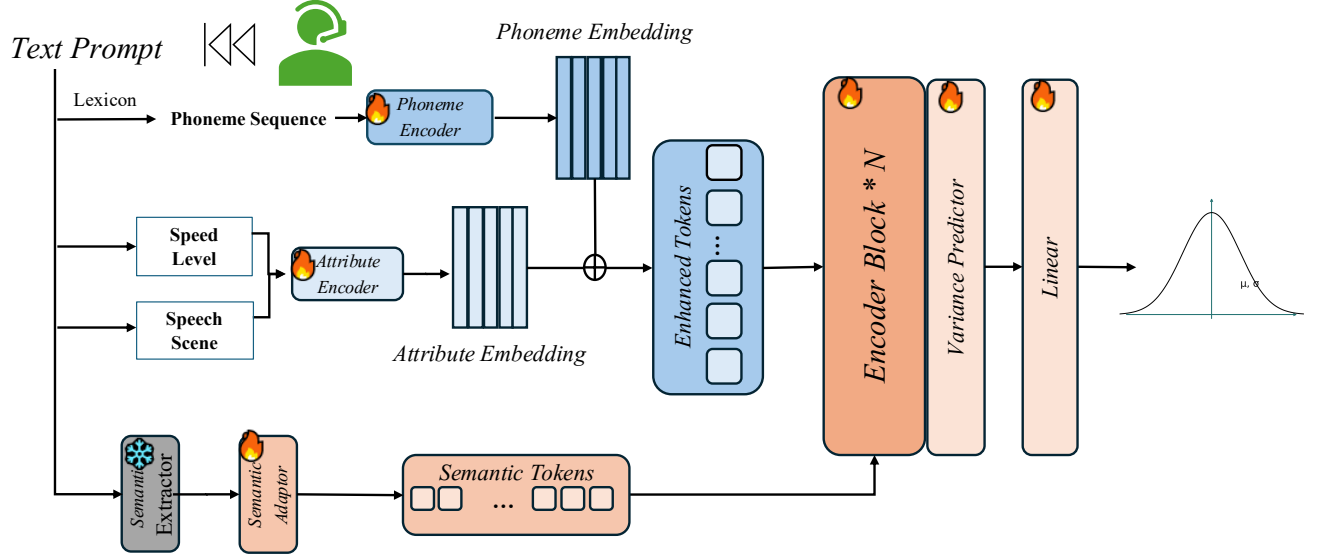 Text Prompt
Phoneme Embedding
Lexicon
Phoneme Sequence
Phoneme
Encoder
Speed
Level
Speech
Scene
Attribute
Encoder
Attribute Embedding
Enhanced Tokens
...
Encoder Block * N
Variance Predictor
Linear
μ, σ
Semantic
Extractor
Semantic
Adaptor
Semantic Tokens
...